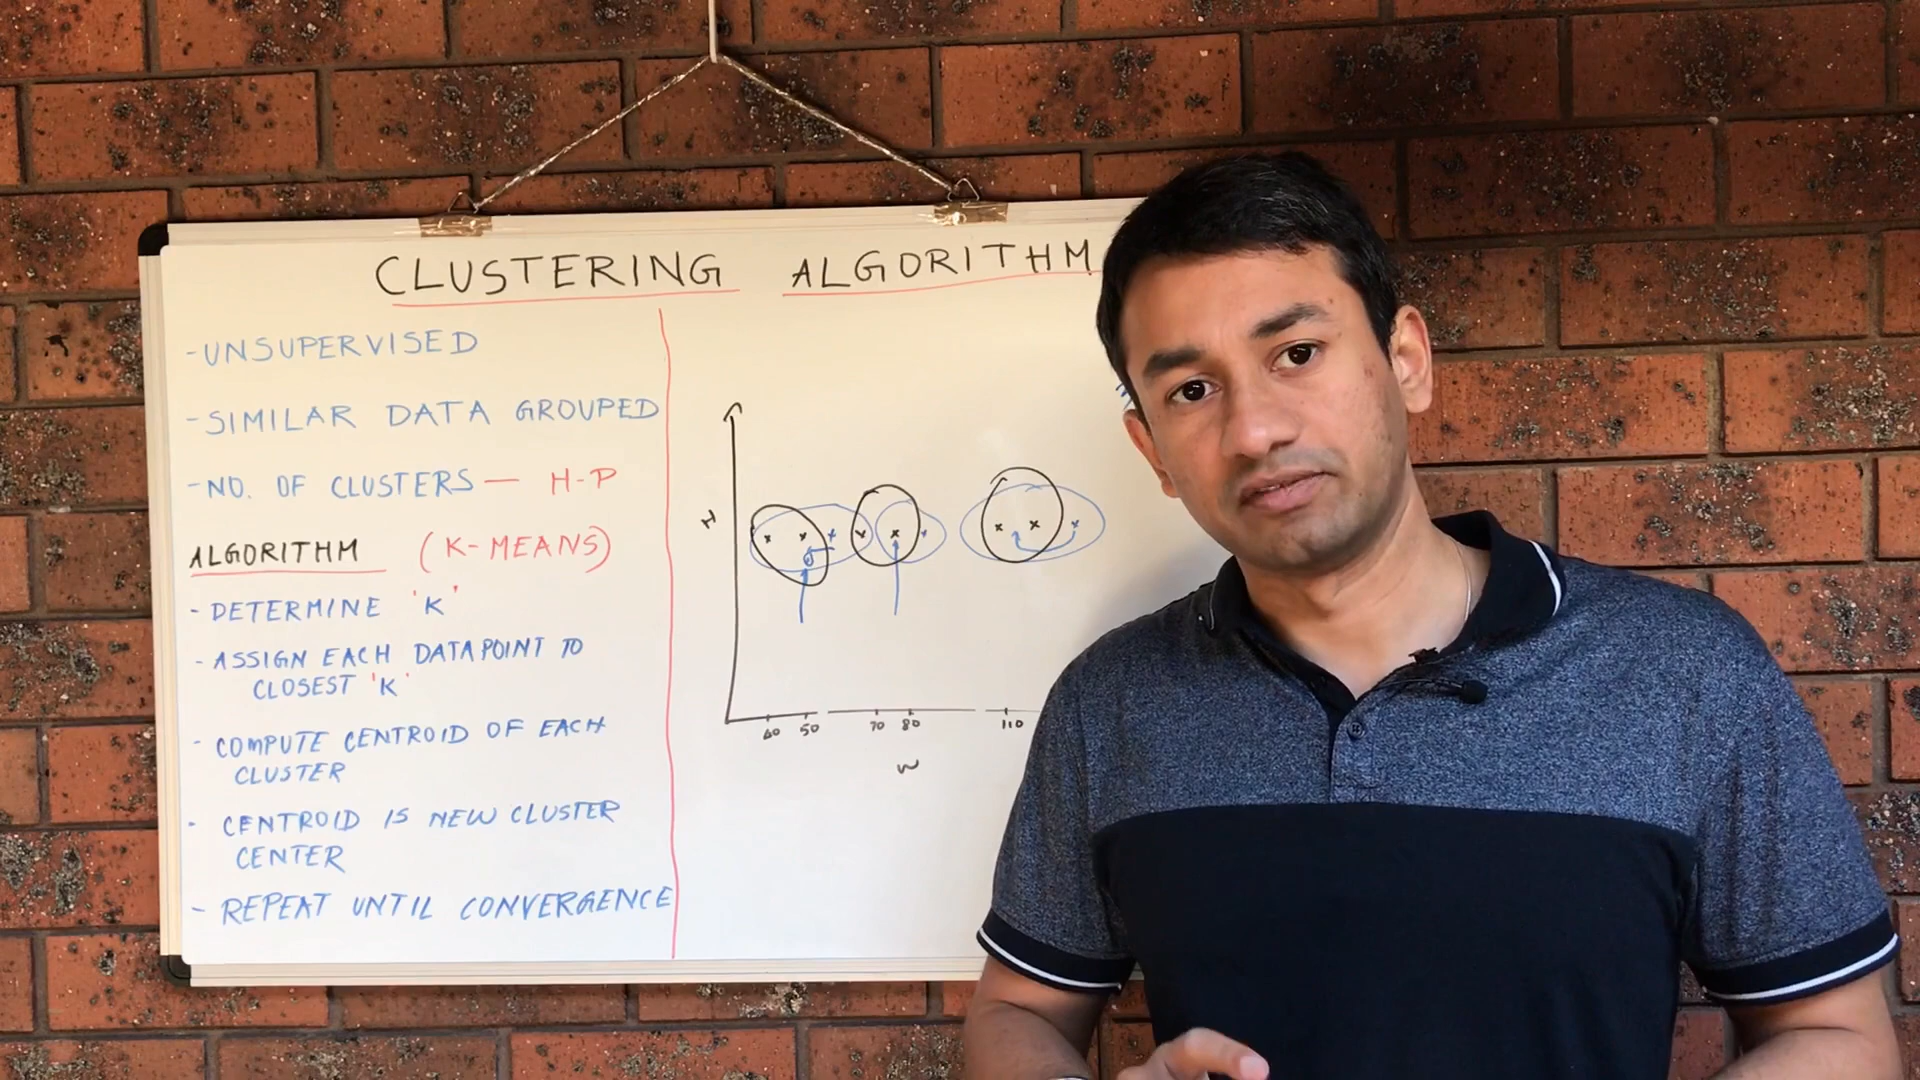 CLUSTERING ALGORITHM
-UNSUPERVISED
-SIMILAR DATA GROUPED
-NO. OF CLUSTERS — H-P
ALGORITHM (K-MEANS)
- DETERMINE 'K'
- ASSIGN EACH DATAPOINT TO
CLOSEST 'K'
- COMPUTE CENTROID OF EACH
CLUSTER
- CENTROID IS NEW CLUSTER
CENTER
- REPEAT UNTIL CONVERGENCE
H
50 70 80 110
W